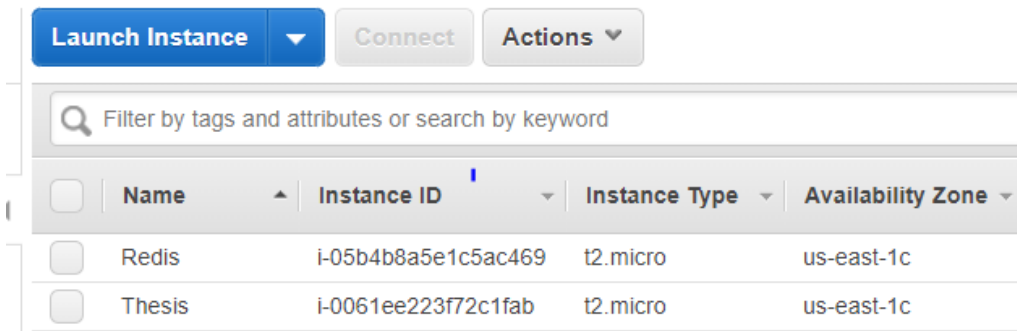 Launch Instance Connect Actions
Filter by tags and attributes or search by keyword
Name Instance ID Instance Type Availability Zone
Redis i-05b4b8a5e1c5ac469 t2.micro us-east-1c
Thesis i-0061ee223f72c1fab t2.micro us-east-1c